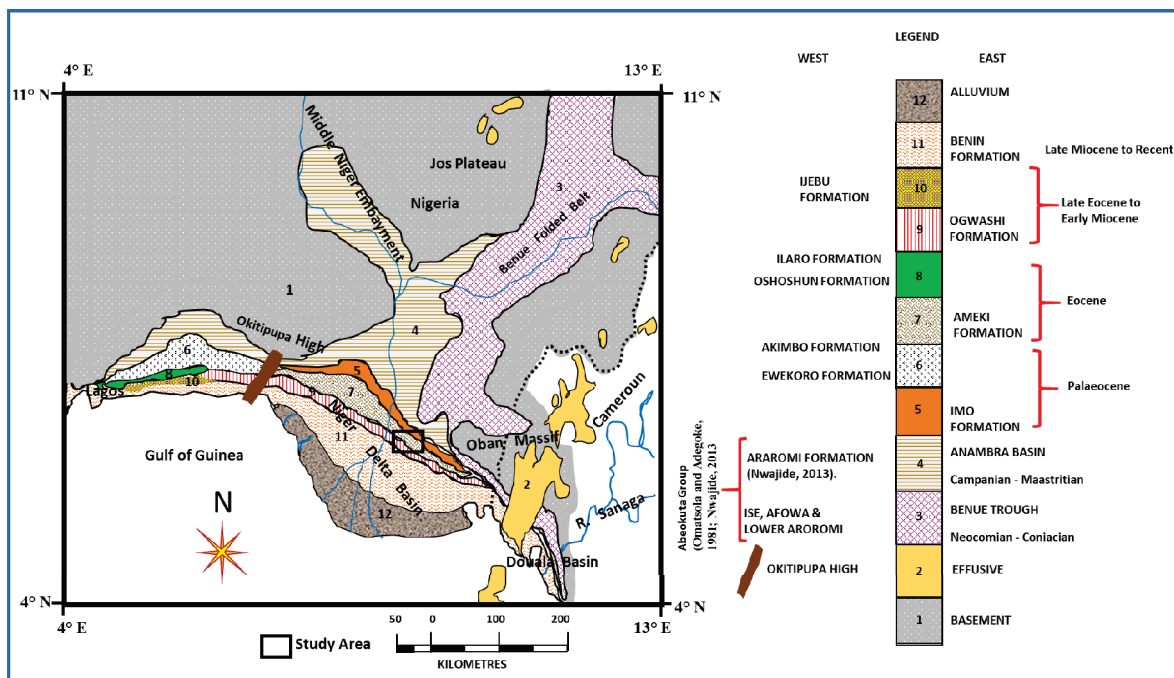 4° E
13° E
11° N
11° N
Middle Niger Embayment
Jos Plateau
Nigeria
3
Benue Folded Belt
1
4
Okitipupa High
6
8
10
Lagos
5
7
9
Niger Delta Basin
11
12
Gulf of Guinea
N
Oban Massif
Cameroun
2
R. Sanaga
Douala Basin
4° N
4° N
4° E
13° E
Study Area
50 0 100 200
KILOMETRES
LEGEND
WEST
EAST
12 ALLUVIUM
11 BENIN
FORMATION
Late Miocene to Recent
IJEBU
FORMATION
10
Late Eocene to
Early Miocene
9 OGWASHI
FORMATION
ILARO FORMATION
OSHOSHUN FORMATION
8
Eocene
7 AMEKI
FORMATION
AKIMBO FORMATION
EWEKORO FORMATION
6
Palaeocene
5 IMO
FORMATION
Abeokuta Group
(Omatsola and Adegoke,
1981; Nwajide, 2013
ARAROMI FORMATION
(Nwajide, 2013).
4 ANAMBRA BASIN
Campanian - Maastritian
ISE, AFOWA &
LOWER AROROMI
3 BENUE TROUGH
Neocomian - Coniacian
OKITIPUPA HIGH
2 EFFUSIVE
1 BASEMENT